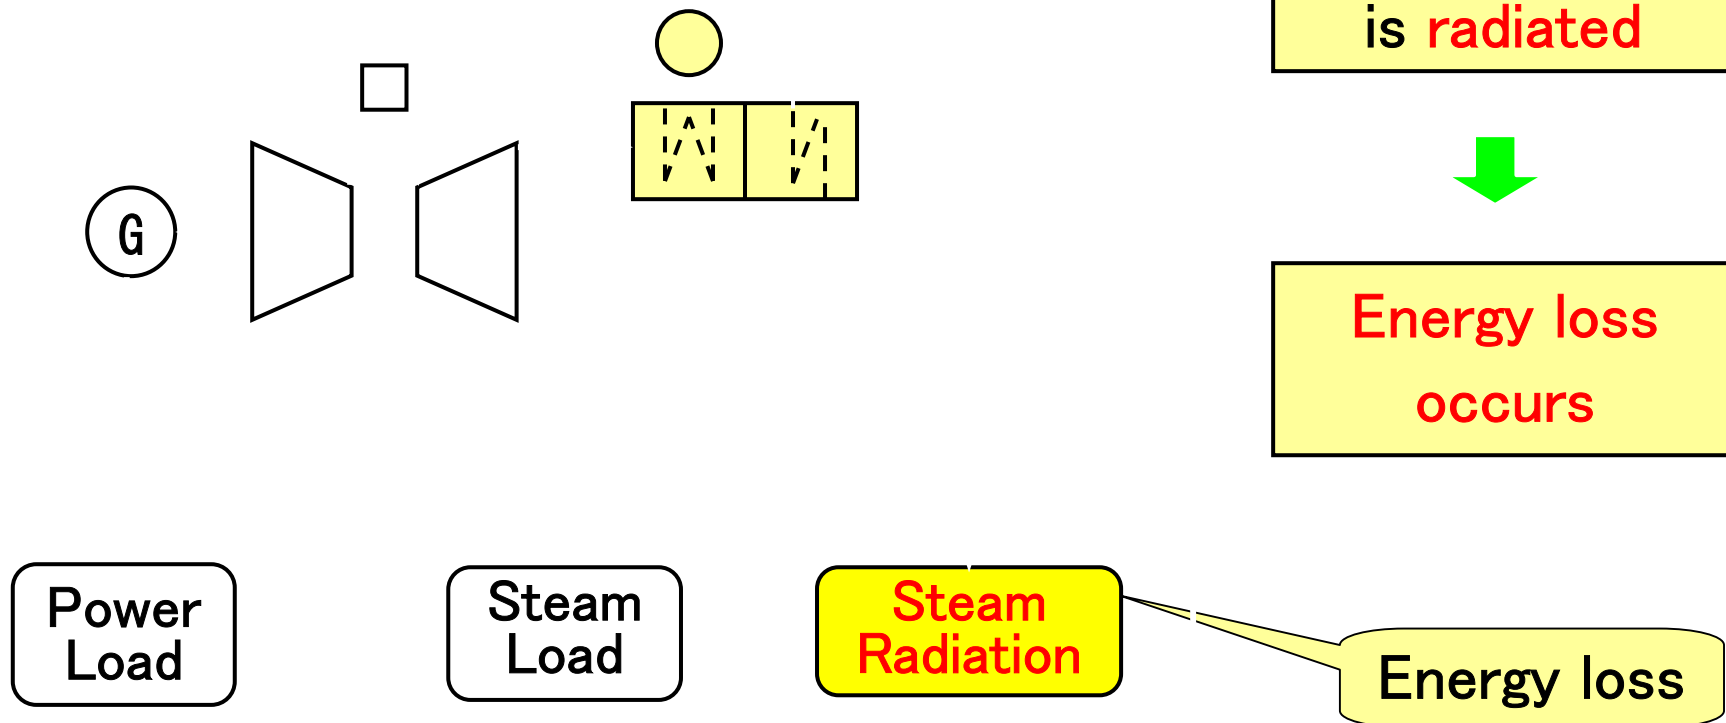 is radiated
G
Energy loss
occurs
Power
Load
Steam
Load
Steam
Radiation
Energy loss